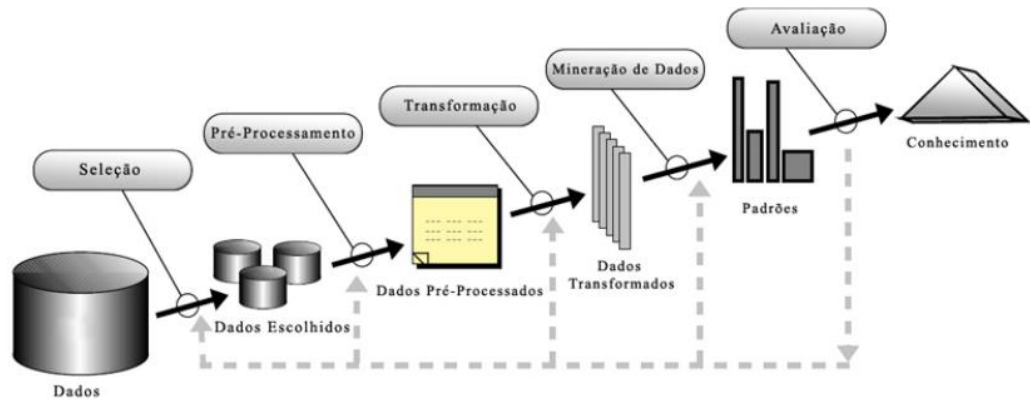 Avaliação
Mineração de Dados
Transformação
Pré-Processamento
Seleção
Conhecimento
Padrões
Dados
Transformados
Dados Pré-Processados
Dados Escolhidos
Dados